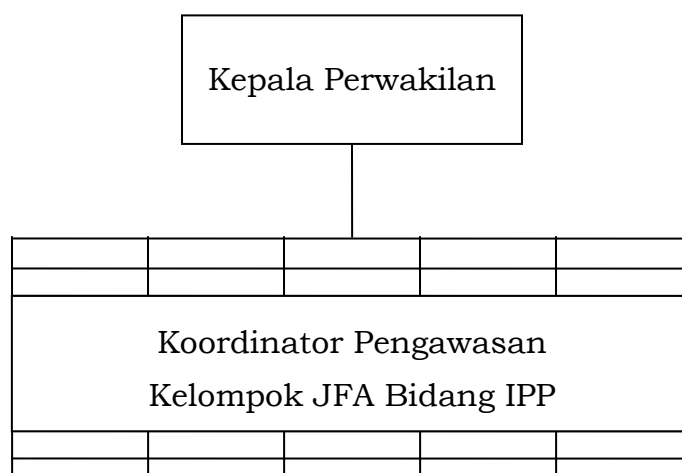 Kepala Perwakilan
Koordinator Pengawasan
Kelompok JFA Bidang IPP